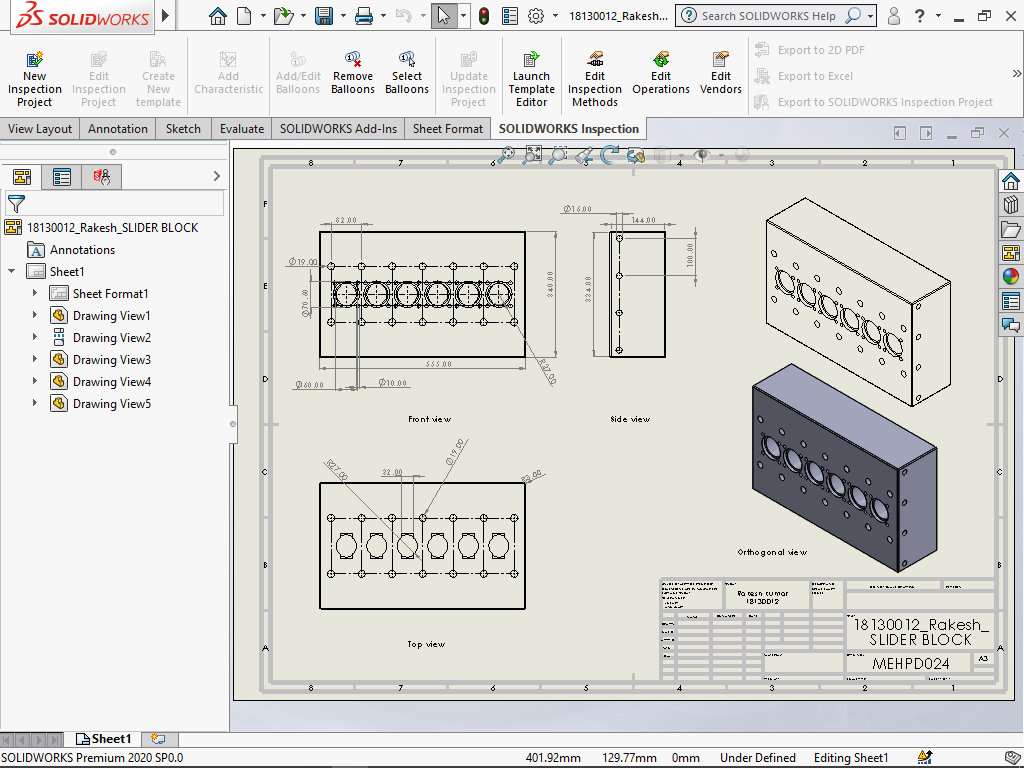 SOLIDWORKS
18130012_Rakesh...
Search SOLIDWORKS Help
New Inspection Project
Edit Inspection Project
Create New template
Add Characteristic
Add/Edit Balloons
Remove Balloons
Select Balloons
Update Inspection Project
Launch Template Editor
Edit Inspection Methods
Edit Operations
Edit Vendors
Export to 2D PDF
Export to Excel
Export to SOLIDWORKS Inspection Project
View Layout
Annotation
Sketch
Evaluate
SOLIDWORKS Add-Ins
Sheet Format
SOLIDWORKS Inspection
18130012_Rakesh_SLIDER BLOCK
Annotations
Sheet1
Sheet Format1
Drawing View1
Drawing View2
Drawing View3
Drawing View4
Drawing View5
8 7 6 5 4 3 2 1
F
E
D
C
B
A
32.00
Ø19.00
240.00
555.00
R27.00
Ø60.00
Ø10.00
Front view
Ø16.00
144.00
100.00
224.00
Side view
R27.00
32.00
Ø19.00
Top view
Orthogonal view
Rakesh kumar
18130012
18130012_Rakesh_
SLIDER BLOCK
MEHPD024
A3
8 7 6 5 4 3 2 1
D
C
B
A
Sheet1
SOLIDWORKS Premium 2020 SP0.0
401.92mm
129.77mm
0mm
Under Defined
Editing Sheet1